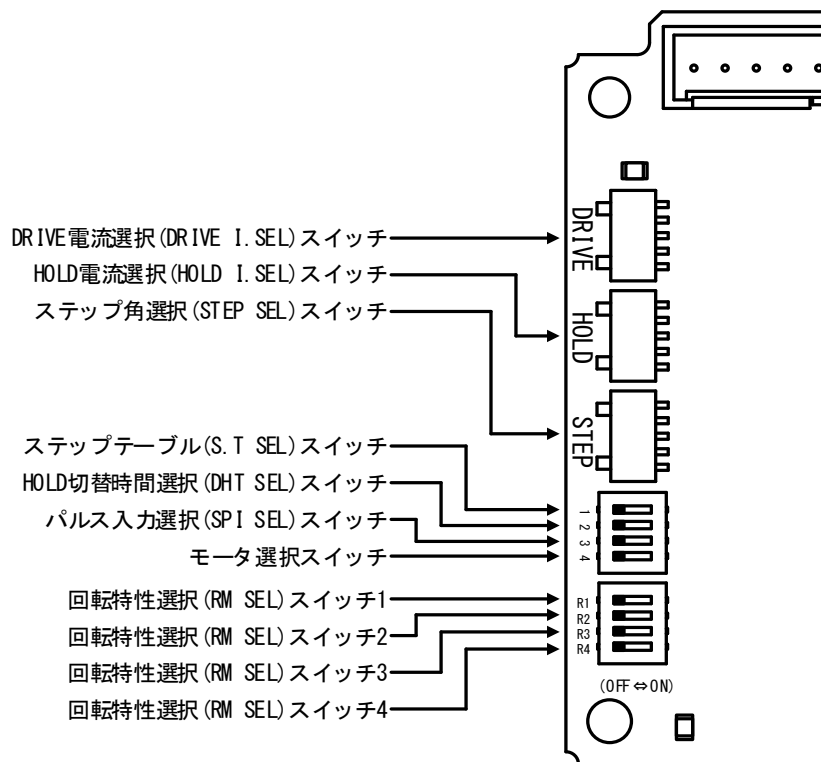 DRIVE電流選択(DRIVE I.SEL)スイッチ
HOLD電流選択(HOLD I.SEL)スイッチ
ステップ角選択(STEP SEL)スイッチ
ステップテーブル(S.T SEL)スイッチ
HOLD切替時間選択(DHT SEL)スイッチ
パルス入力選択(SPI SEL)スイッチ
モータ選択スイッチ
回転特性選択(RM SEL)スイッチ1
回転特性選択(RM SEL)スイッチ2
回転特性選択(RM SEL)スイッチ3
回転特性選択(RM SEL)スイッチ4
DRIVE
HOLD
STEP
1
2
3
4
R1
R2
R3
R4
(OFF⇔ON)